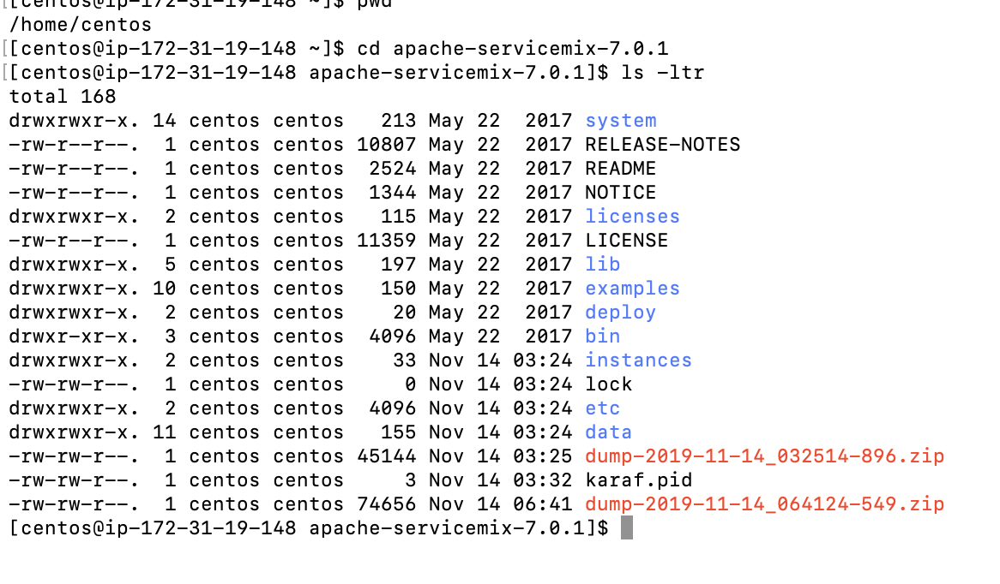 [[centos@ip-172-31-19-148 ~]$ pwd
/home/centos
[[centos@ip-172-31-19-148 ~]$ cd apache-servicemix-7.0.1
[[centos@ip-172-31-19-148 apache-servicemix-7.0.1]$ ls -ltr
total 168
drwxrwxr-x. 14 centos centos   213 May 22  2017 system
-rw-r--r--.  1 centos centos 10807 May 22  2017 RELEASE-NOTES
-rw-r--r--.  1 centos centos  2524 May 22  2017 README
-rw-r--r--.  1 centos centos  1344 May 22  2017 NOTICE
drwxrwxr-x.  2 centos centos   115 May 22  2017 licenses
-rw-r--r--.  1 centos centos 11359 May 22  2017 LICENSE
drwxrwxr-x.  5 centos centos   197 May 22  2017 lib
drwxrwxr-x. 10 centos centos   150 May 22  2017 examples
drwxrwxr-x.  2 centos centos    20 May 22  2017 deploy
drwxr-xr-x.  3 centos centos  4096 May 22  2017 bin
drwxrwxr-x.  2 centos centos    33 Nov 14 03:24 instances
-rw-rw-r--.  1 centos centos     0 Nov 14 03:24 lock
drwxrwxr-x.  2 centos centos  4096 Nov 14 03:24 etc
drwxrwxr-x. 11 centos centos   155 Nov 14 03:24 data
-rw-rw-r--.  1 centos centos 45144 Nov 14 03:25 dump-2019-11-14_032514-896.zip
-rw-rw-r--.  1 centos centos     3 Nov 14 03:32 karaf.pid
-rw-rw-r--.  1 centos centos 74656 Nov 14 06:41 dump-2019-11-14_064124-549.zip
[centos@ip-172-31-19-148 apache-servicemix-7.0.1]$